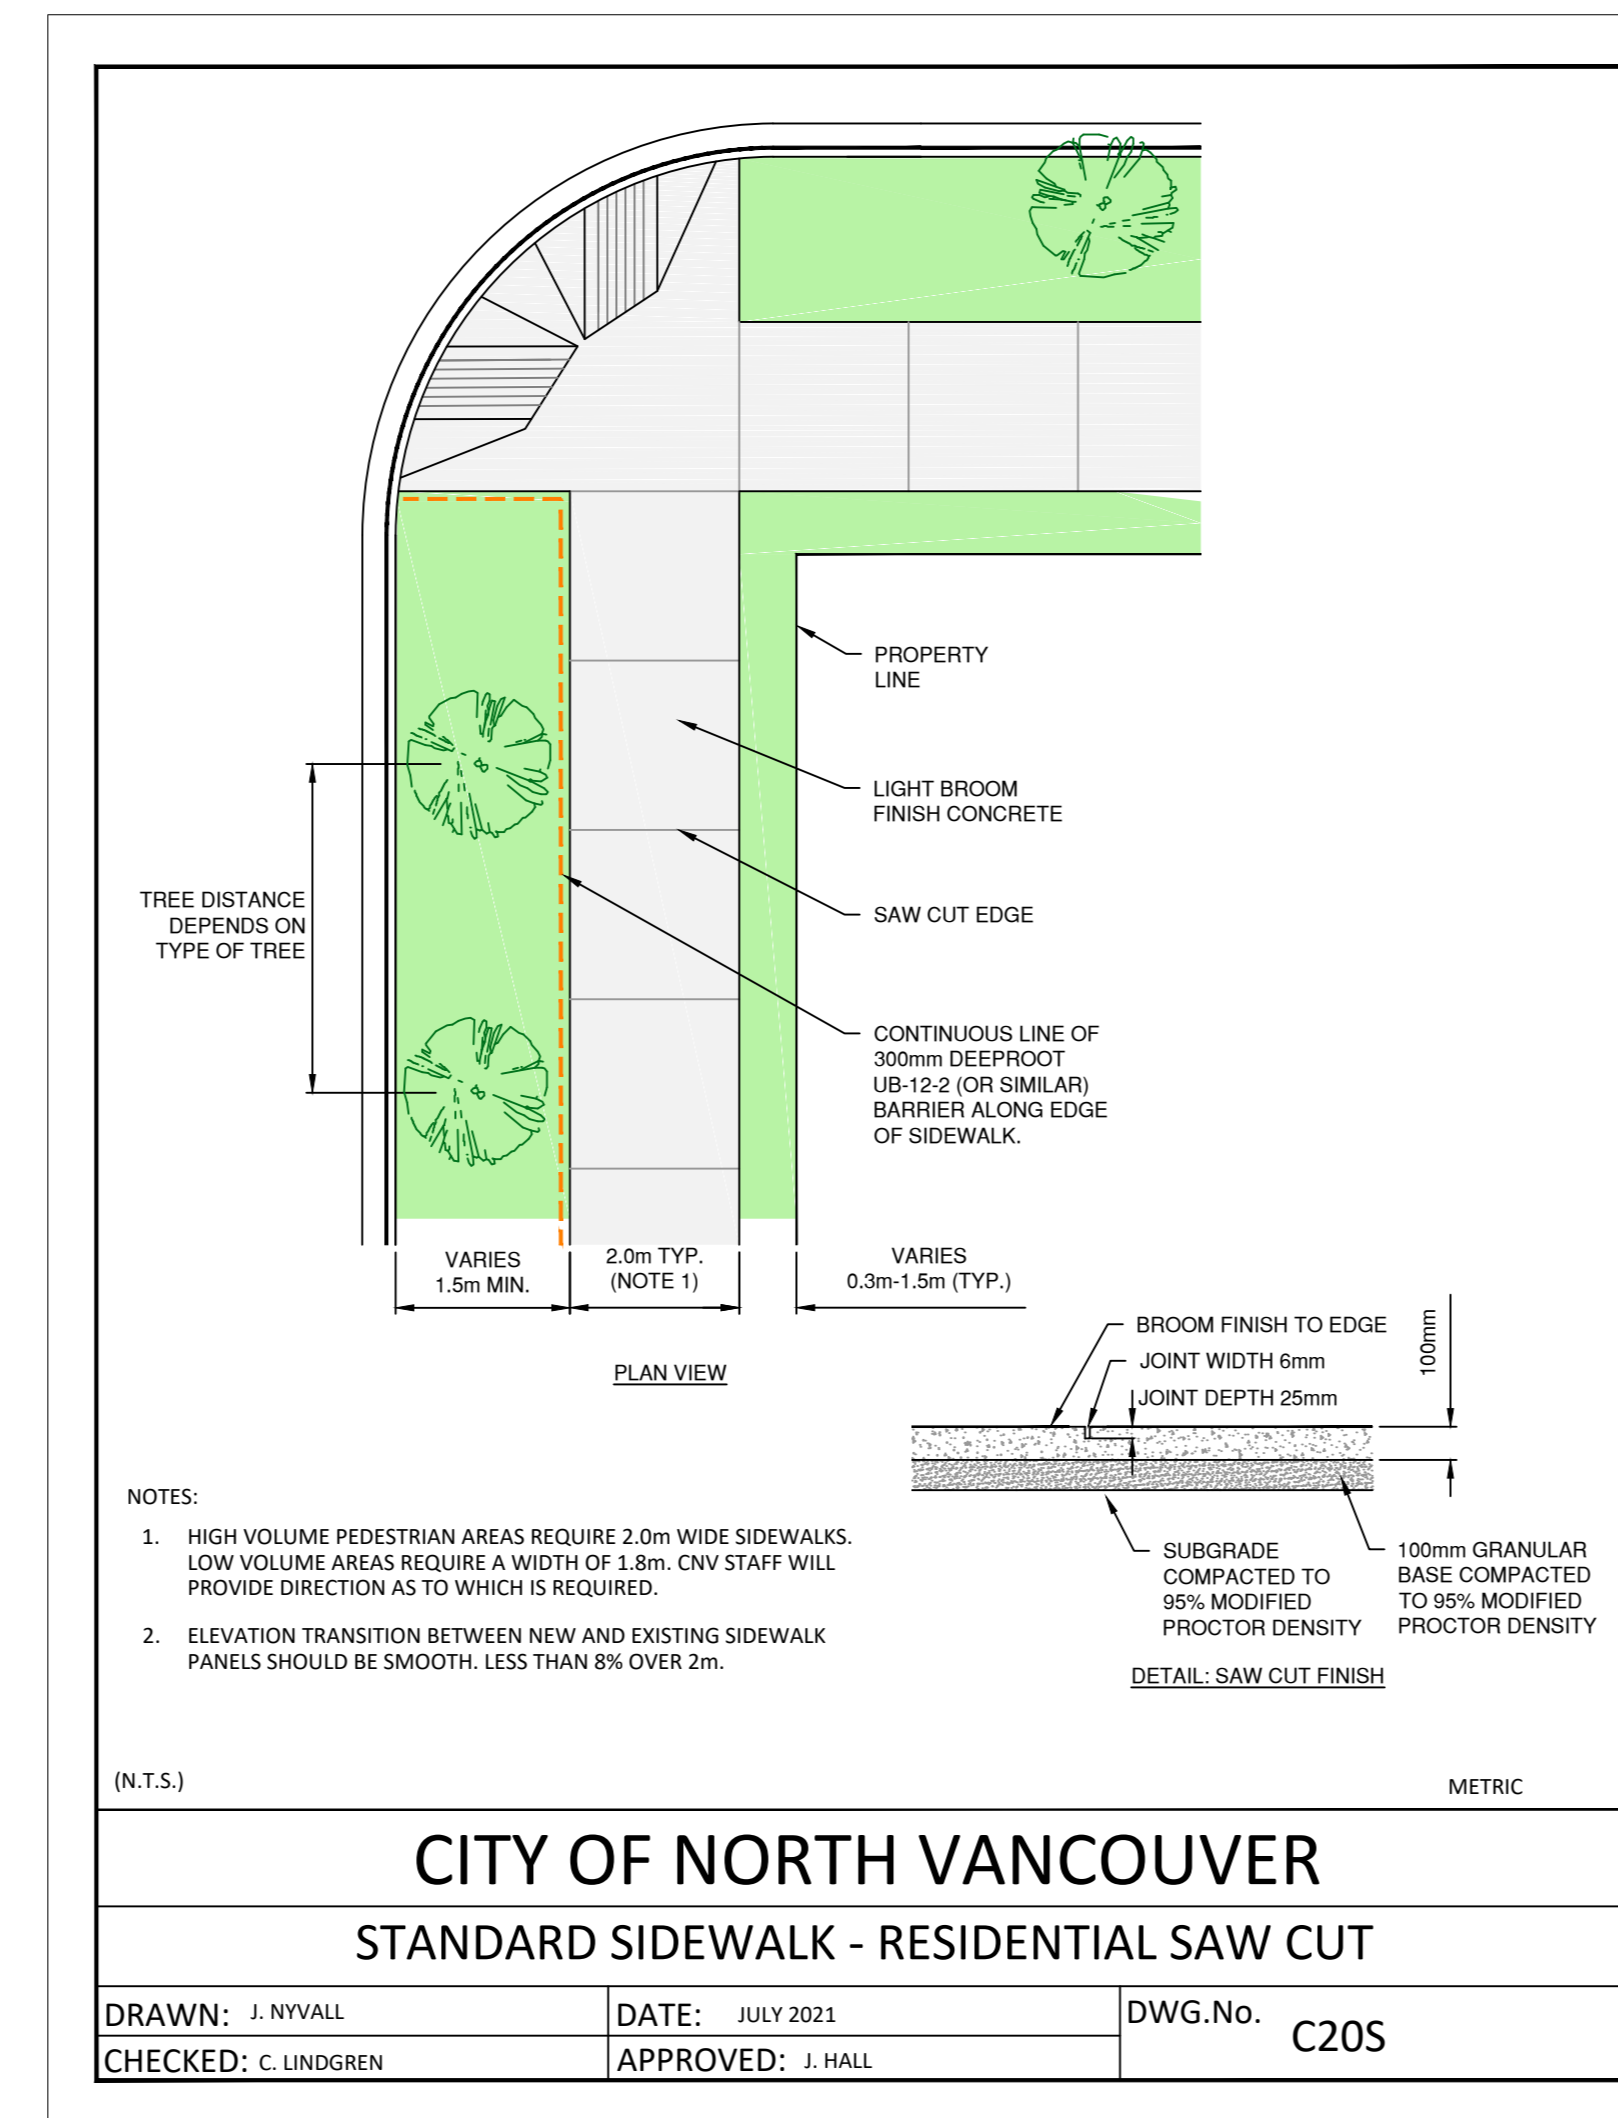 PROPERTY
LINE
LIGHT BROOM
FINISH CONCRETE
TREE DISTANCE
DEPENDS ON
TYPE OF TREE
SAW CUT EDGE
CONTINUOUS LINE OF
300mm DEEPROOT
UB-12-2 (OR SIMILAR)
BARRIER ALONG EDGE
OF SIDEWALK.
VARIES
1.5m MIN.
2.0m TYP.
(NOTE 1)
VARIES
0.3m-1.5m (TYP.)
PLAN VIEW
BROOM FINISH TO EDGE
JOINT WIDTH 6mm
JOINT DEPTH 25mm
100mm
SUBGRADE
COMPACTED TO
95% MODIFIED
PROCTOR DENSITY
100mm GRANULAR
BASE COMPACTED
TO 95% MODIFIED
PROCTOR DENSITY
DETAIL: SAW CUT FINISH
NOTES:
1. HIGH VOLUME PEDESTRIAN AREAS REQUIRE 2.0m WIDE SIDEWALKS.
LOW VOLUME AREAS REQUIRE A WIDTH OF 1.8m. CNV STAFF WILL
PROVIDE DIRECTION AS TO WHICH IS REQUIRED.
2. ELEVATION TRANSITION BETWEEN NEW AND EXISTING SIDEWALK
PANELS SHOULD BE SMOOTH. LESS THAN 8% OVER 2m.
(N.T.S.)
METRIC
CITY OF NORTH VANCOUVER
STANDARD SIDEWALK - RESIDENTIAL SAW CUT
DRAWN: J. NYVALL
DATE: JULY 2021
DWG.No. C20S
CHECKED: C. LINDGREN
APPROVED: J. HALL